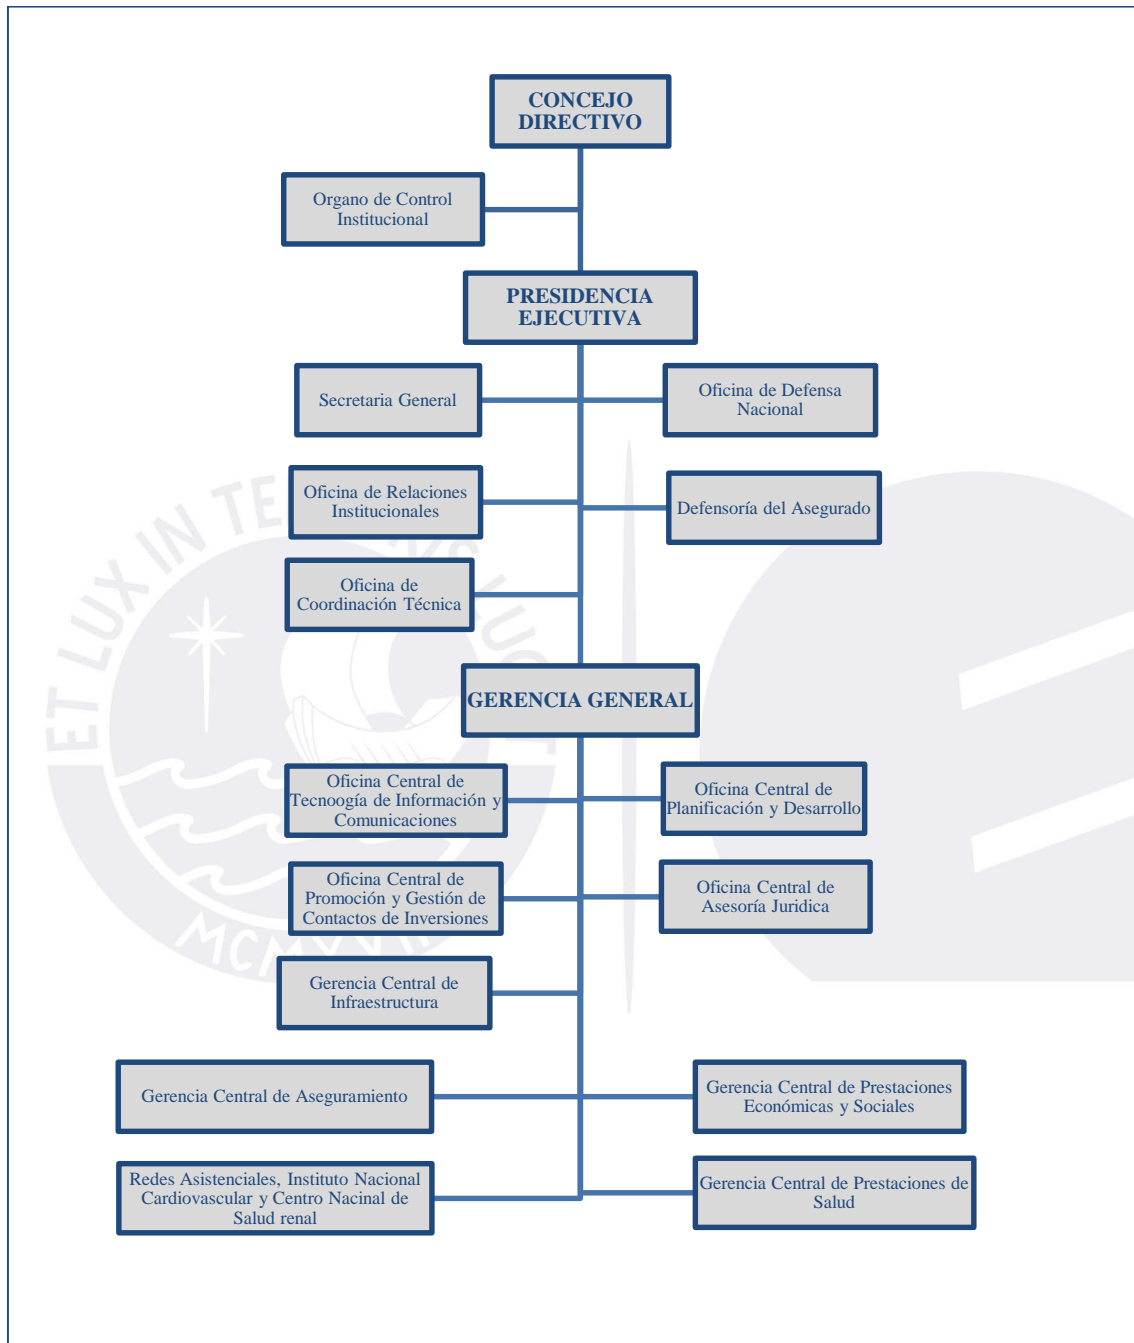 CONCEJO
DIRECTIVO
Organo de Control
Institucional
PRESIDENCIA
EJECUTIVA
Secretaria General
Oficina de Defensa
Nacional
Oficina de Relaciones
Institucionales
Defensoría del Asegurado
Oficina de
Coordinación Técnica
GERENCIA GENERAL
Oficina Central de
Tecnoogía de Información y
Comunicaciones
Oficina Central de
Planificación y Desarrollo
Oficina Central de
Promoción y Gestión de
Contactos de Inversiones
Oficina Central de
Asesoría Juridica
Gerencia Central de
Infraestructura
Gerencia Central de Aseguramiento
Gerencia Central de Prestaciones
Económicas y Sociales
Redes Asistenciales, Instituto Nacional
Cardiovascular y Centro Nacinal de
Salud renal
Gerencia Central de Prestaciones de
Salud
ET LUX IN